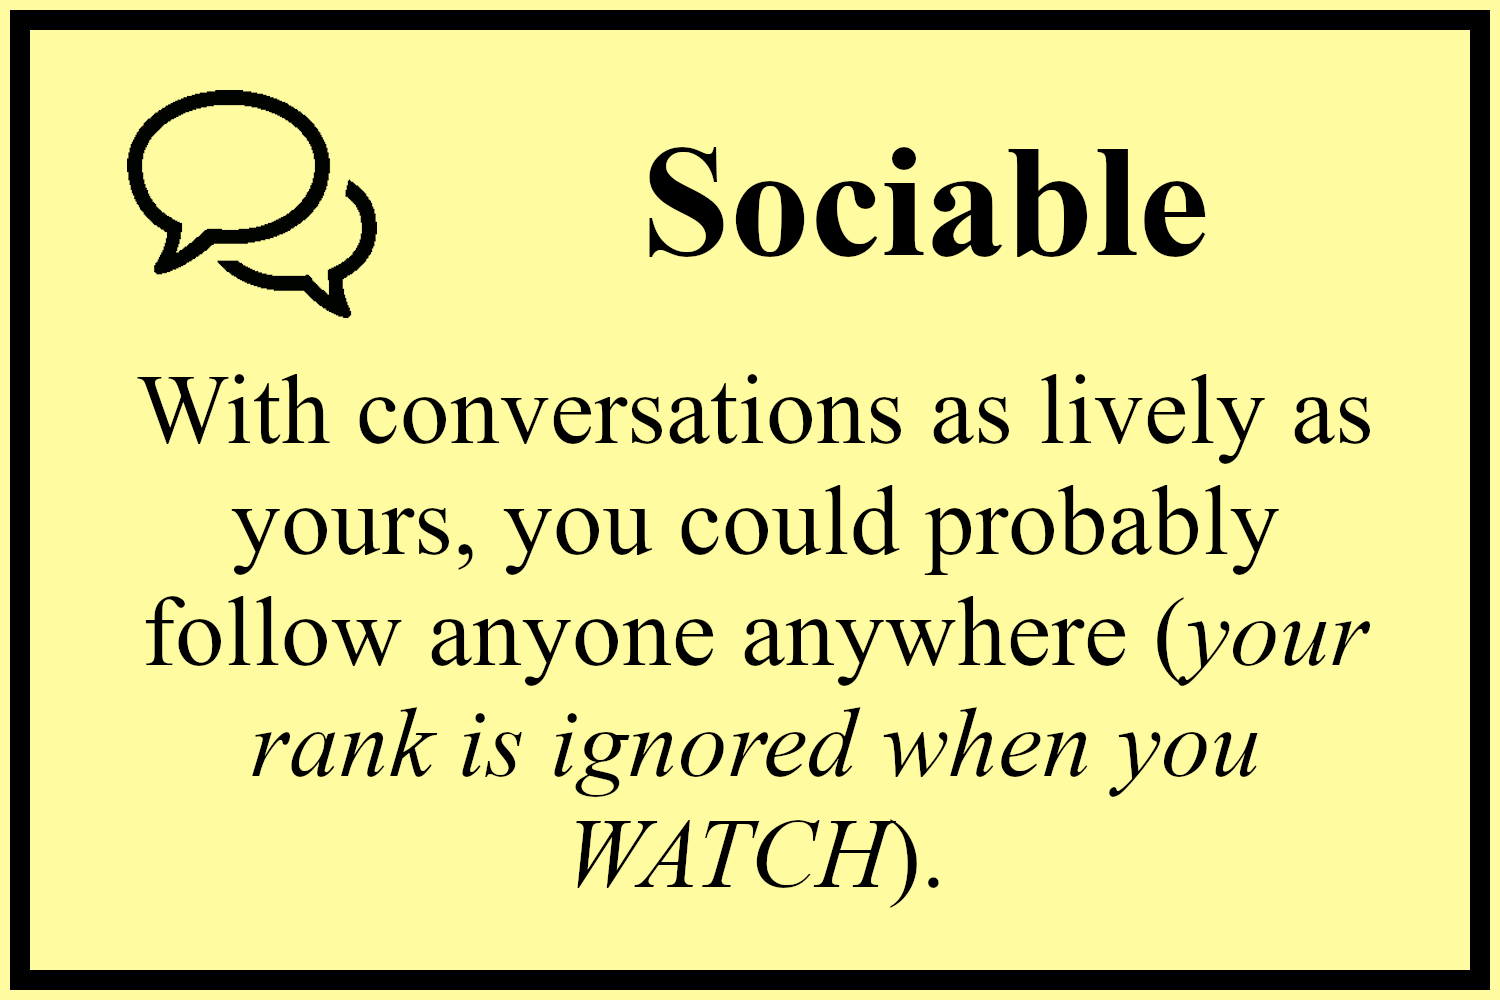 Sociable
With conversations as lively as
yours, you could probably
follow anyone anywhere (your
rank is ignored when you
WATCH).